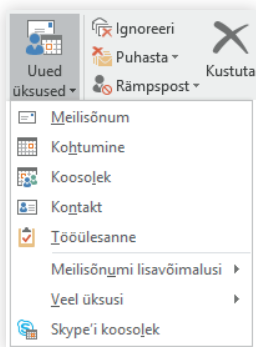 Ignoreeri
Puhasta
Uued üksused
Rämpspost
Kustuta
Meilisõnum
Kohtumine
Koosolek
Kontakt
Tööülesanne
Meilisõnumi lisavõimalusi
Veel üksusi
Skype'i koosolek